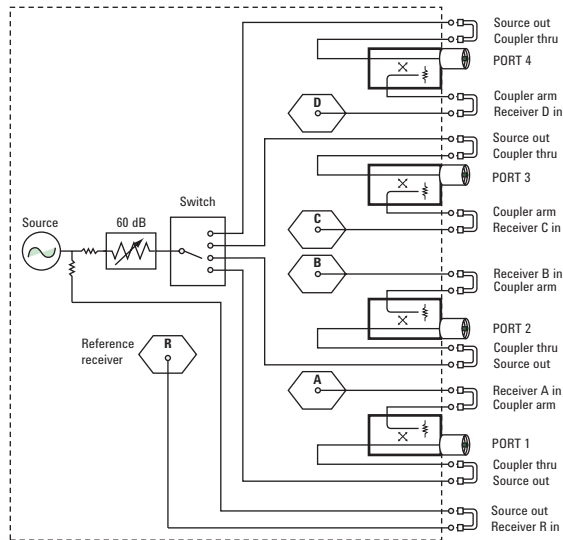 Source out
Coupler thru
PORT 4
Coupler arm
D
Receiver D in
Source out
Coupler thru
PORT 3
Switch
Source
60 dB
Coupler arm
C
Receiver C in
B
Receiver B in
Coupler arm
PORT 2
Reference
receiver
R
Coupler thru
Source out
A
Receiver A in
Coupler arm
PORT 1
Coupler thru
Source out
Source out
Receiver R in